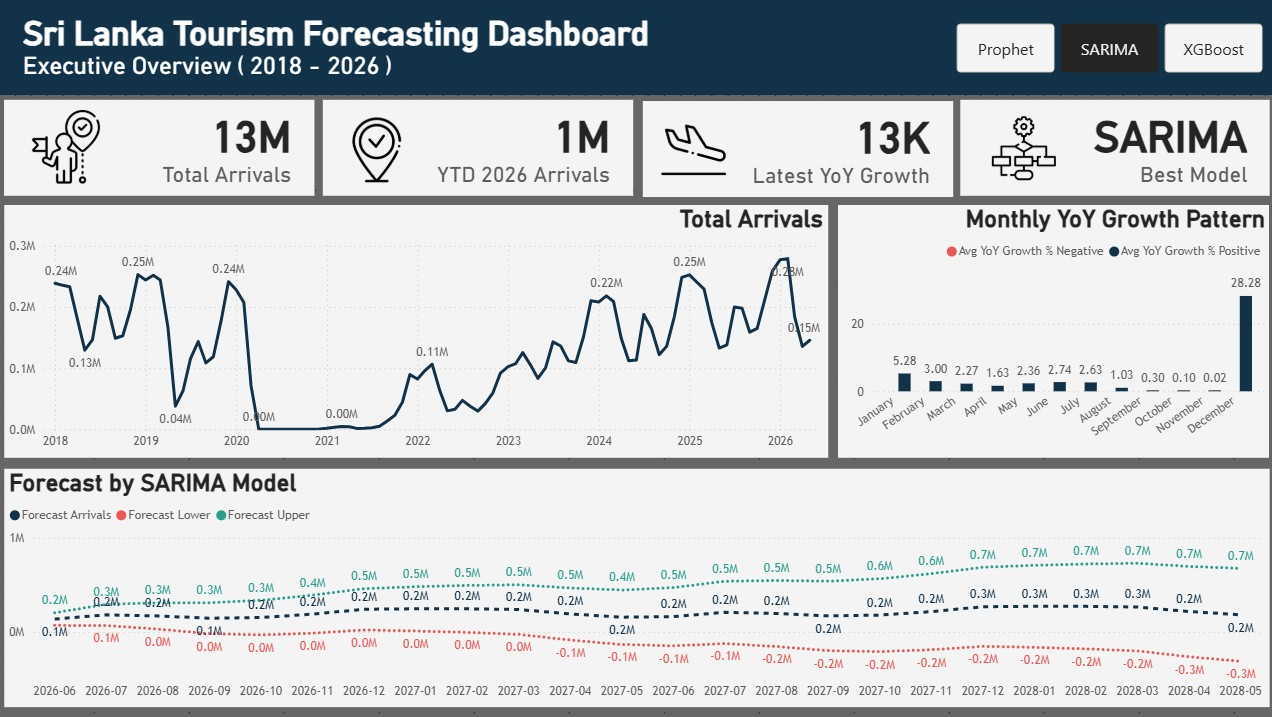 Sri Lanka Tourism Forecasting Dashboard
Executive Overview ( 2018 - 2026 )
Prophet
SARIMA
XGBoost
13M
Total Arrivals
1M
YTD 2026 Arrivals
13K
Latest YoY Growth
SARIMA
Best Model
Total Arrivals
0.3M
0.2M
0.1M
0.0M
0.24M
0.13M
0.25M
0.04M
0.24M
0.00M
0.00M
0.11M
0.22M
0.25M
0.28M
0.15M
2018 2019 2020 2021 2022 2023 2024 2025 2026
Monthly YoY Growth Pattern
Avg YoY Growth % Negative Avg YoY Growth % Positive
20
0
5.28 3.00 2.27 1.63 2.36 2.74 2.63 1.03 0.30 0.10 0.02 28.28
January February March April May June July August September October November December
Forecast by SARIMA Model
Forecast Arrivals Forecast Lower Forecast Upper
1M
0M
0.2M 0.3M 0.3M 0.3M 0.3M 0.4M 0.5M 0.5M 0.5M 0.5M 0.5M 0.4M 0.5M 0.5M 0.5M 0.5M 0.6M 0.6M 0.7M 0.7M 0.7M 0.7M 0.7M 0.7M
0.1M 0.2M 0.2M 0.1M 0.2M 0.2M 0.2M 0.2M 0.2M 0.2M 0.2M 0.2M 0.2M 0.2M 0.2M 0.2M 0.2M 0.2M 0.3M 0.3M 0.3M 0.3M 0.2M 0.2M
0.1M 0.0M 0.0M 0.0M 0.0M 0.0M 0.0M 0.0M 0.0M -0.1M -0.1M -0.1M -0.1M -0.2M -0.2M -0.2M -0.2M -0.2M -0.2M -0.2M -0.2M -0.3M -0.3M
2026-06 2026-07 2026-08 2026-09 2026-10 2026-11 2026-12 2027-01 2027-02 2027-03 2027-04 2027-05 2027-06 2027-07 2027-08 2027-09 2027-10 2027-11 2027-12 2028-01 2028-02 2028-03 2028-04 2028-05